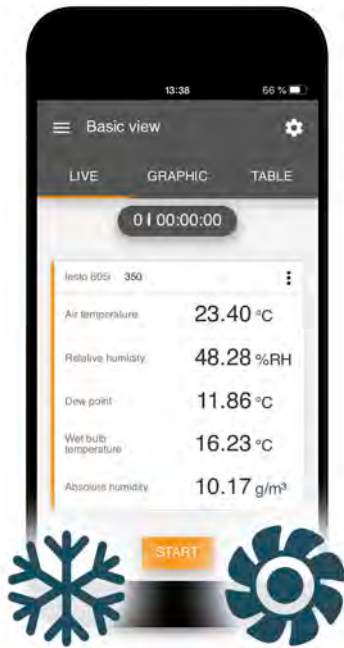 13:38 66 %
Basic view
LIVE GRAPHIC TABLE
0 | 00:00:00
testo 605i 350
Air temperature 23.40 °C
Relative humidity 48.28 %RH
Dew point 11.86 °C
Wet bulb
temperature 16.23 °C
Absolute humidity 10.17 g/m³
START